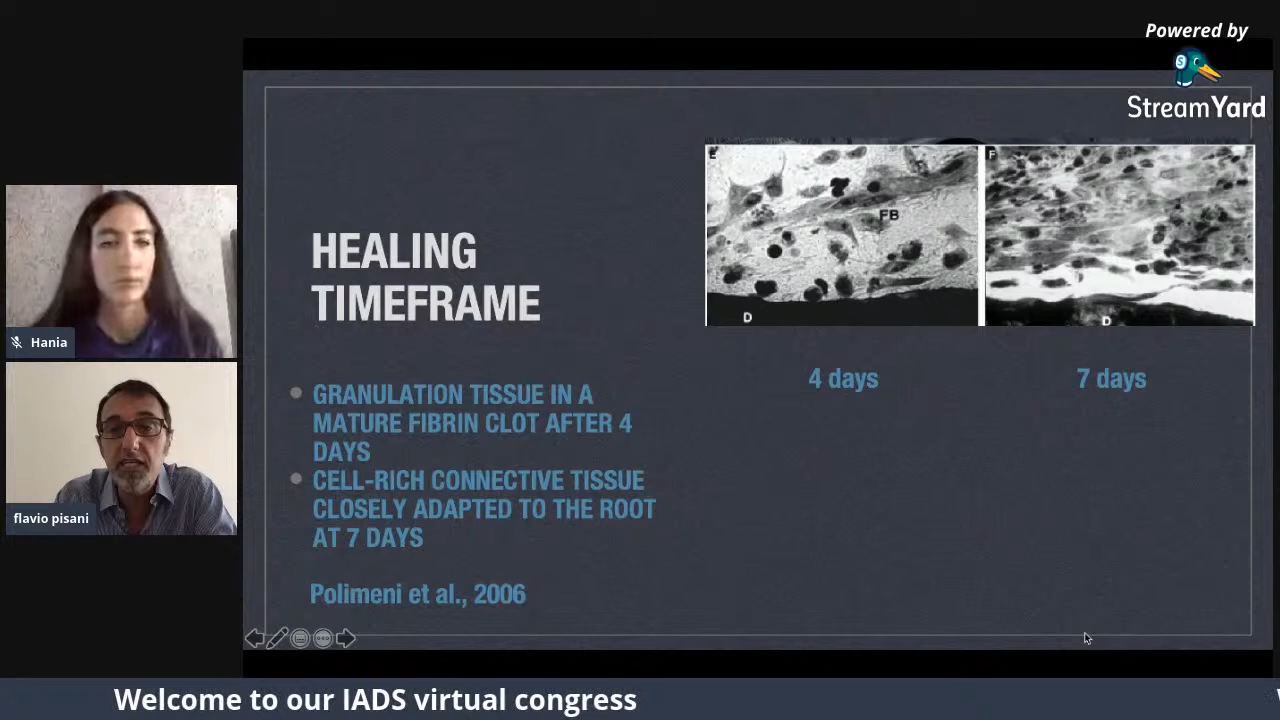 Powered by
StreamYard
E
F
FB
D
D
HEALING
TIMEFRAME
4 days
7 days
GRANULATION TISSUE IN A
MATURE FIBRIN CLOT AFTER 4
DAYS
CELL-RICH CONNECTIVE TISSUE
CLOSELY ADAPTED TO THE ROOT
AT 7 DAYS
Polimeni et al., 2006
Hania
flavio pisani
Welcome to our IADS virtual congress